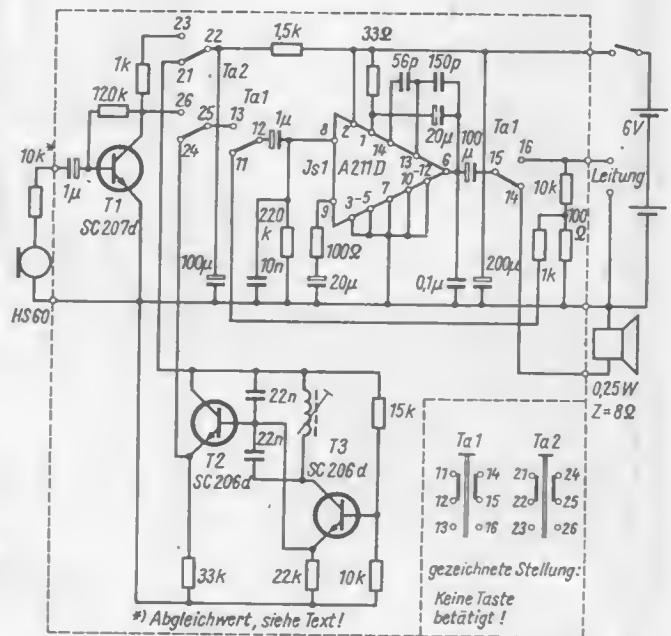 23
22
1,5k
33Ω
56p
150p
1k
21
Ta2
120k
26
25
13
Ta1
12
1µ
8
2
1
14
20µ
100µ
Ta1
16
6V
10k*)
24
11
Js1
A211D
13
6
15
Leitung
1µ
T1
SC207d
9
3-5
7
10-12
14
10k
100Ω
220k
100Ω
1k
100µ
10n
20µ
0,1µ
200µ
HS60
0,25W
Z=8Ω
22n
22n
15k
T2
SC206d
T3
SC206d
33k
22k
10k
Ta1
Ta2
11
14
21
24
12
15
22
25
13
16
23
26
gezeichnete Stellung:
Keine Taste
betätigt!
*) Abgleichwert, siehe Text!